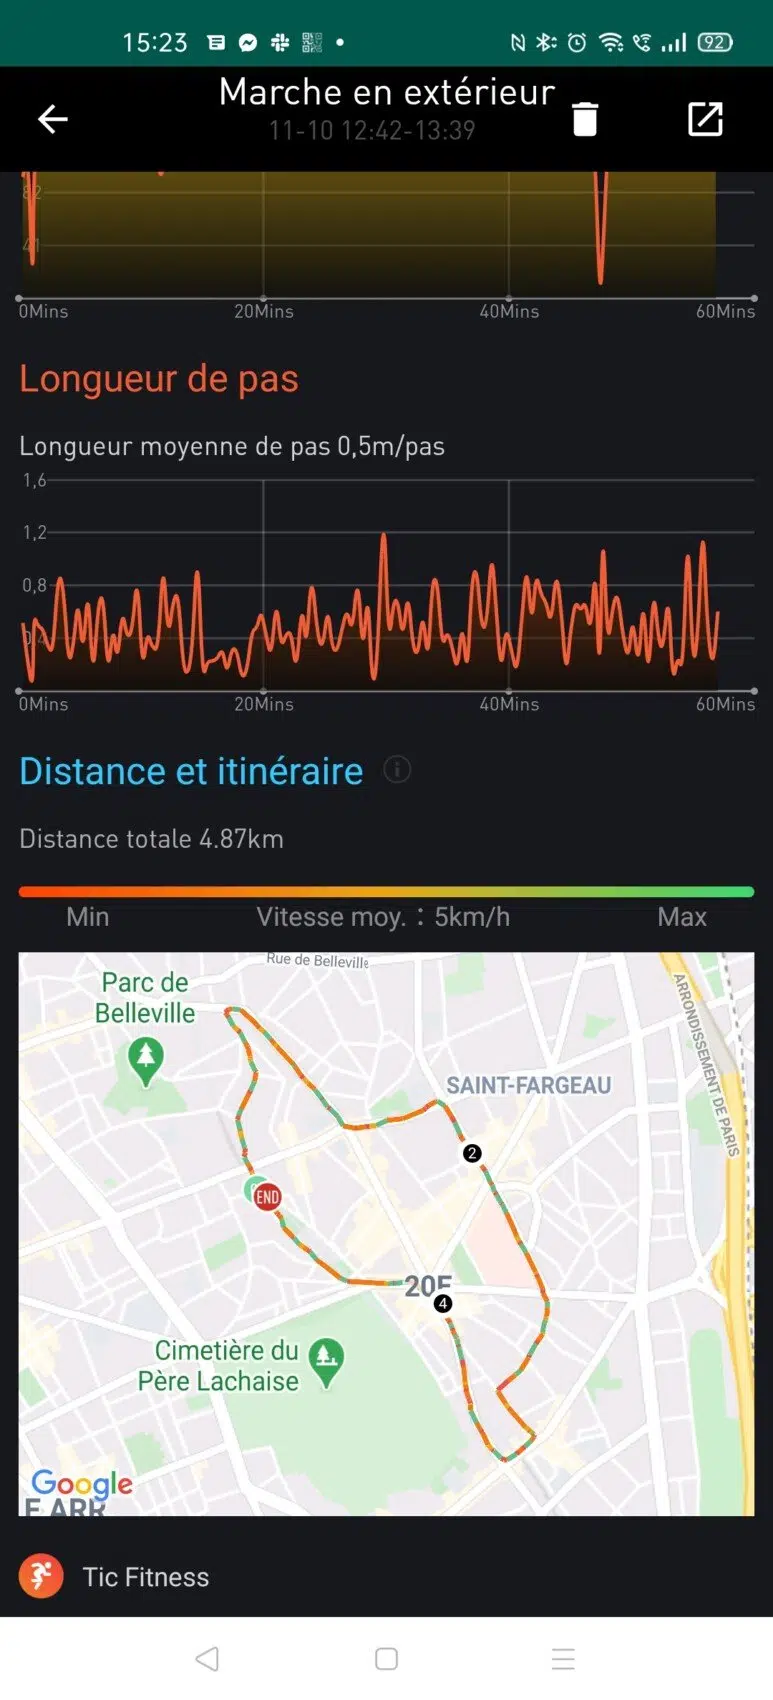 15:23
92
Marche en extérieur
11-10 12:42-13:39
82
41
0Mins 20Mins 40Mins 60Mins
Longueur de pas
Longueur moyenne de pas 0,5m/pas
1,6
1,2
0,8
0,4
0Mins 20Mins 40Mins 60Mins
Distance et itinéraire
Distance totale 4.87km
Min Vitesse moy. : 5km/h Max
Rue de Belleville
Parc de
Belleville
ARRONDISSEMENT DE PARIS
SAINT-FARGEAU
2
END
20E
4
Cimetière du
Père Lachaise
Google
E ARR
Tic Fitness